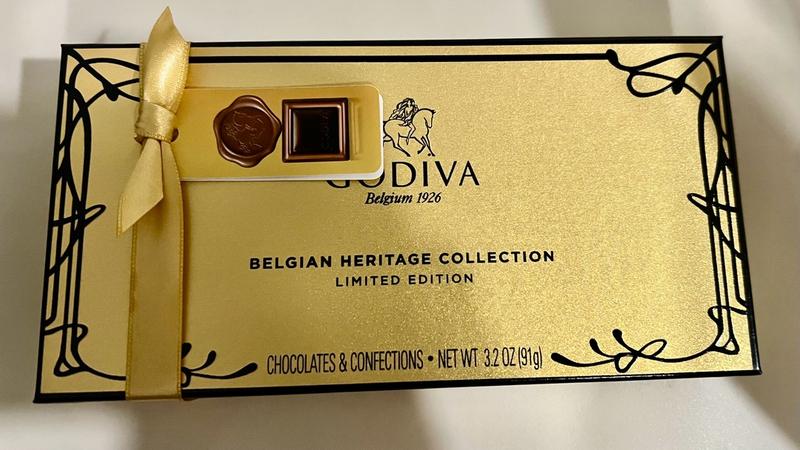 GODIVA
Belgium 1926
BELGIAN HERITAGE COLLECTION
LIMITED EDITION
CHOCOLATES & CONFECTIONS • NET WT 3.2 OZ (91g)